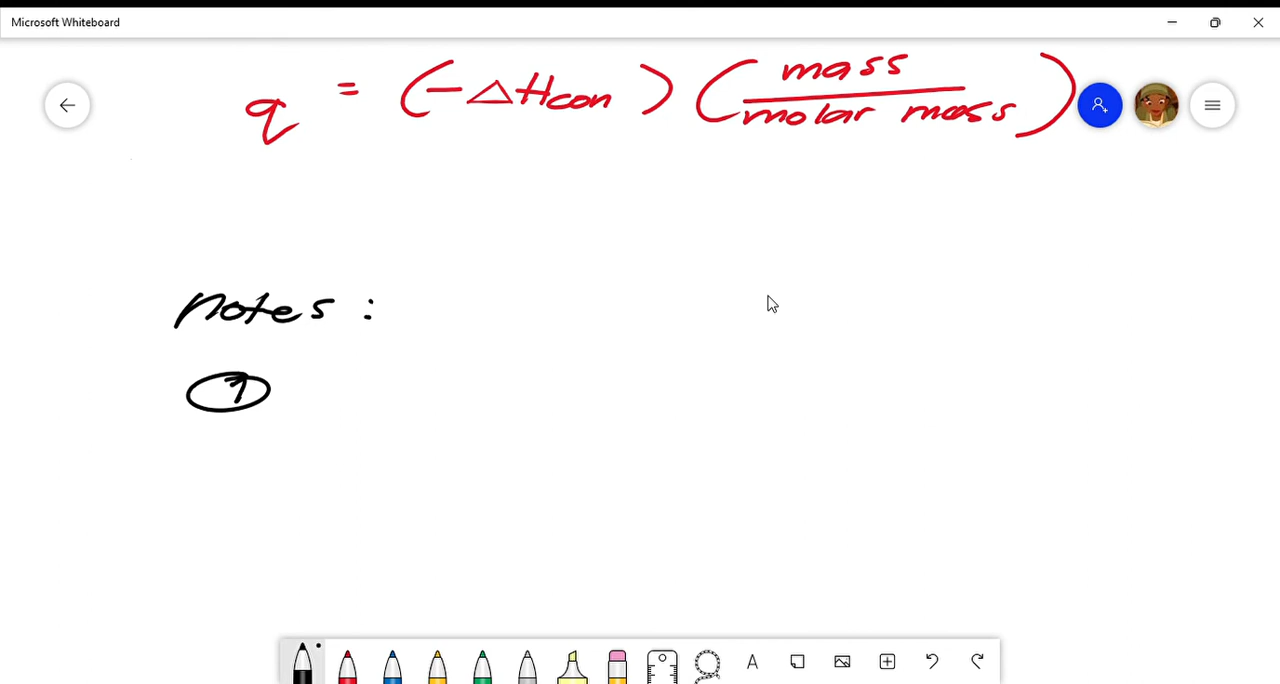 Microsoft Whiteboard
q = (-ΔHcon) (mass / molar mass)
notes :
1
A